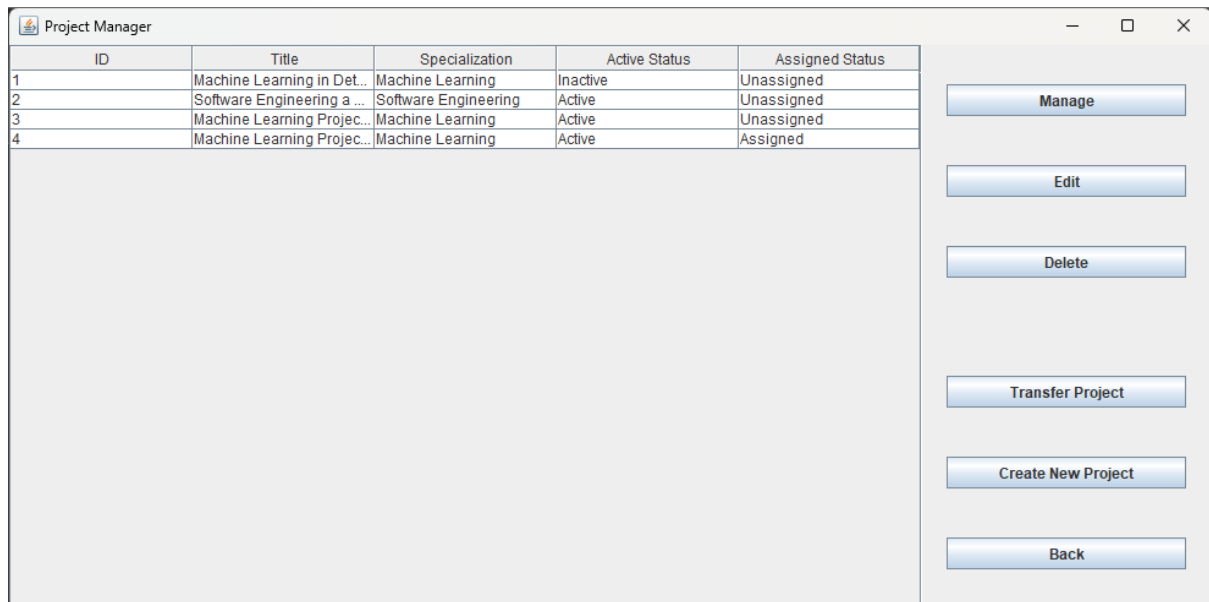 Project Manager
ID Title Specialization Active Status Assigned Status
1 Machine Learning in Det... Machine Learning Inactive Unassigned
2 Software Engineering a ... Software Engineering Active Unassigned
3 Machine Learning Projec... Machine Learning Active Unassigned
4 Machine Learning Projec... Machine Learning Active Assigned
Manage
Edit
Delete
Transfer Project
Create New Project
Back